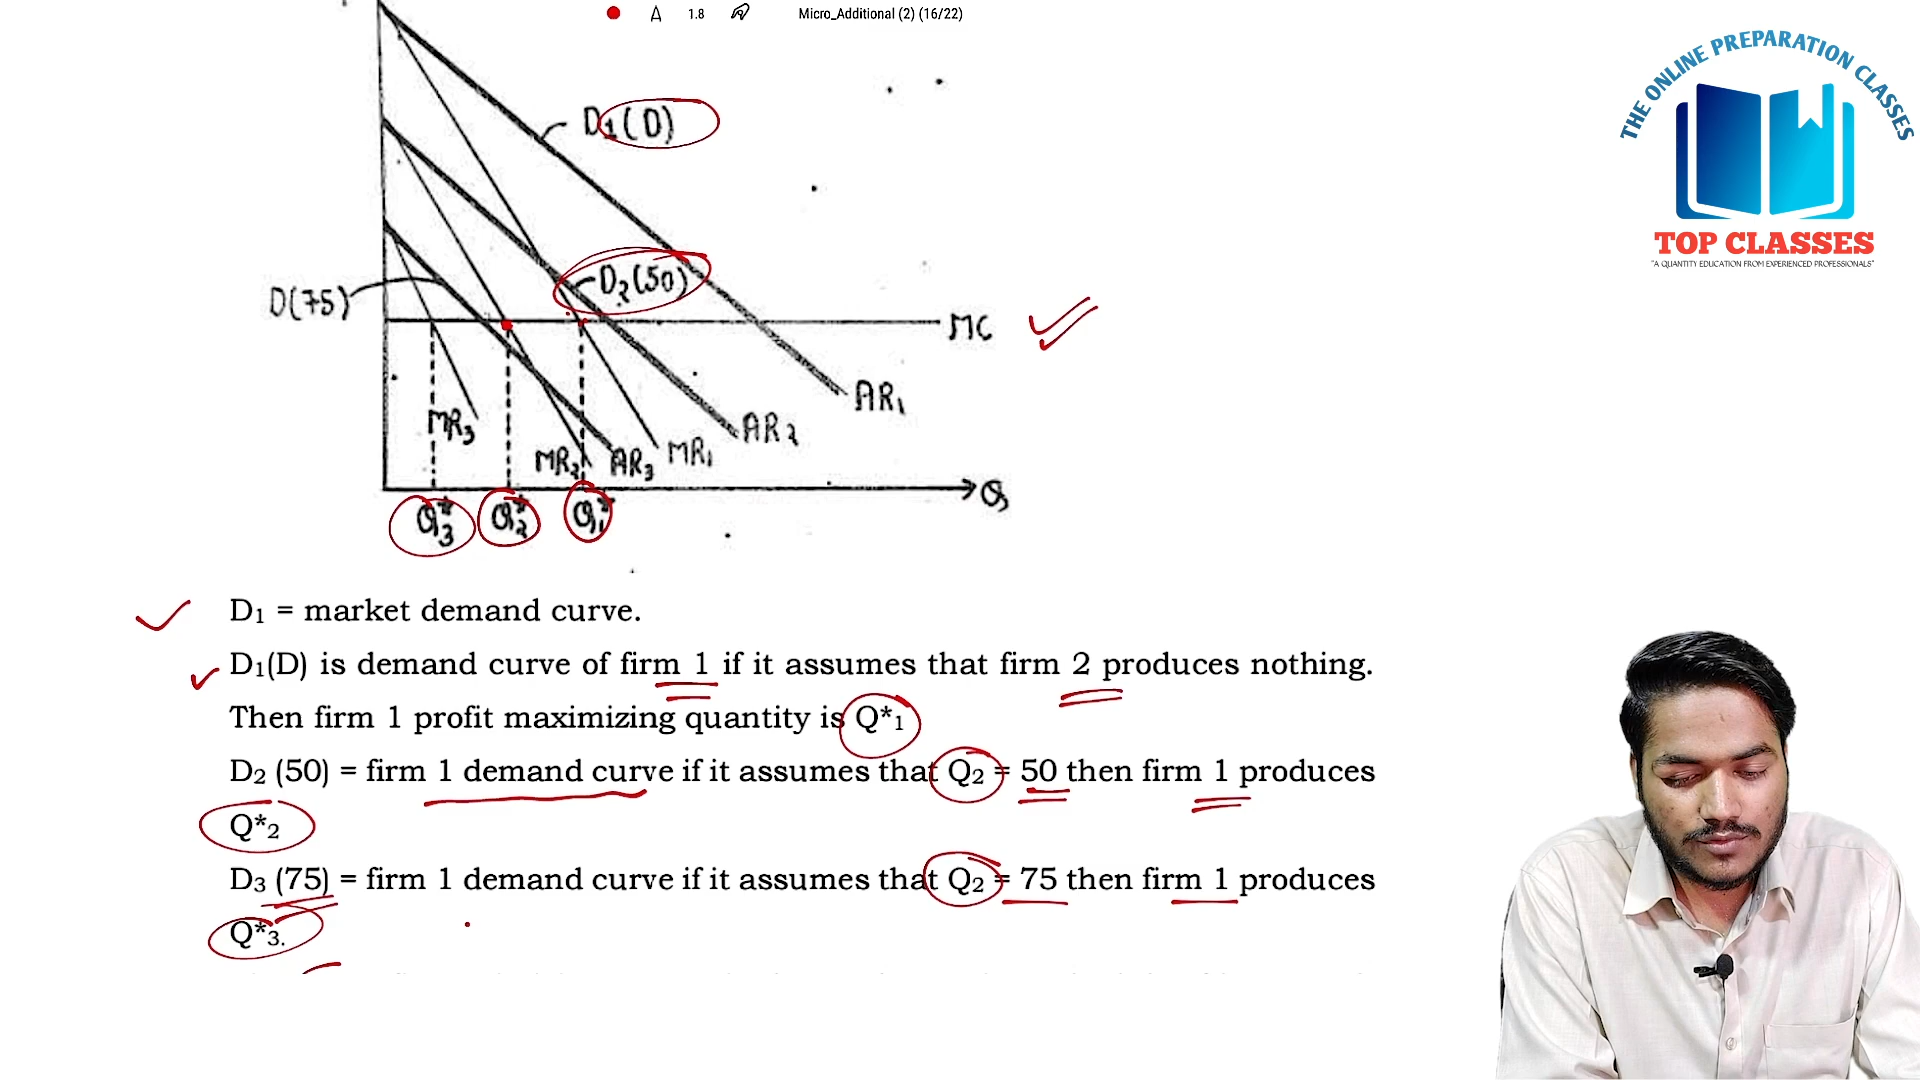 1.8
Micro_Additional (2) (16/22)
THE ONLINE PREPARATION CLASSES
TOP CLASSES
"A QUANTITY EDUCATION FROM EXPERIENCED PROFESSIONALS"
D1(D)
D2(50)
D(75)
MC
AR1
AR2
MR3
MR2 AR3 MR1
Q*3 Q*2 Q*1
Q
D1 = market demand curve.
D1(D) is demand curve of firm 1 if it assumes that firm 2 produces nothing.
Then firm 1 profit maximizing quantity is Q*1
D2 (50) = firm 1 demand curve if it assumes that Q2 = 50 then firm 1 produces
Q*2
D3 (75) = firm 1 demand curve if it assumes that Q2 = 75 then firm 1 produces
Q*3.